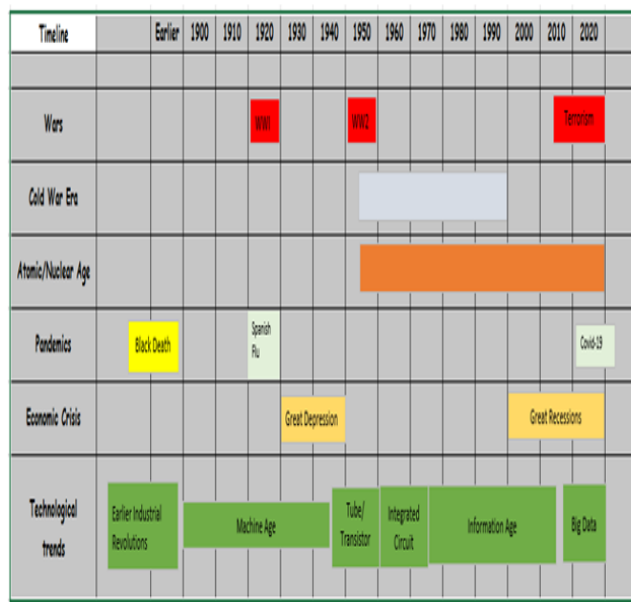 Timeline Earlier 1900 1910 1920 1930 1940 1950 1960 1970 1980 1990 2000 2010 2020
Wars WW1 WW2 Terrorism
Cold War Era
Atomic/Nuclear Age
Pandemics Black Death Spanish Flu Covid-19
Economic Crisis Great Depression Great Recessions
Technological trends
Earlier Industrial Revolutions
Machine Age
Tube/
Transistor
Integrated
Circuit
Information Age
Big Data